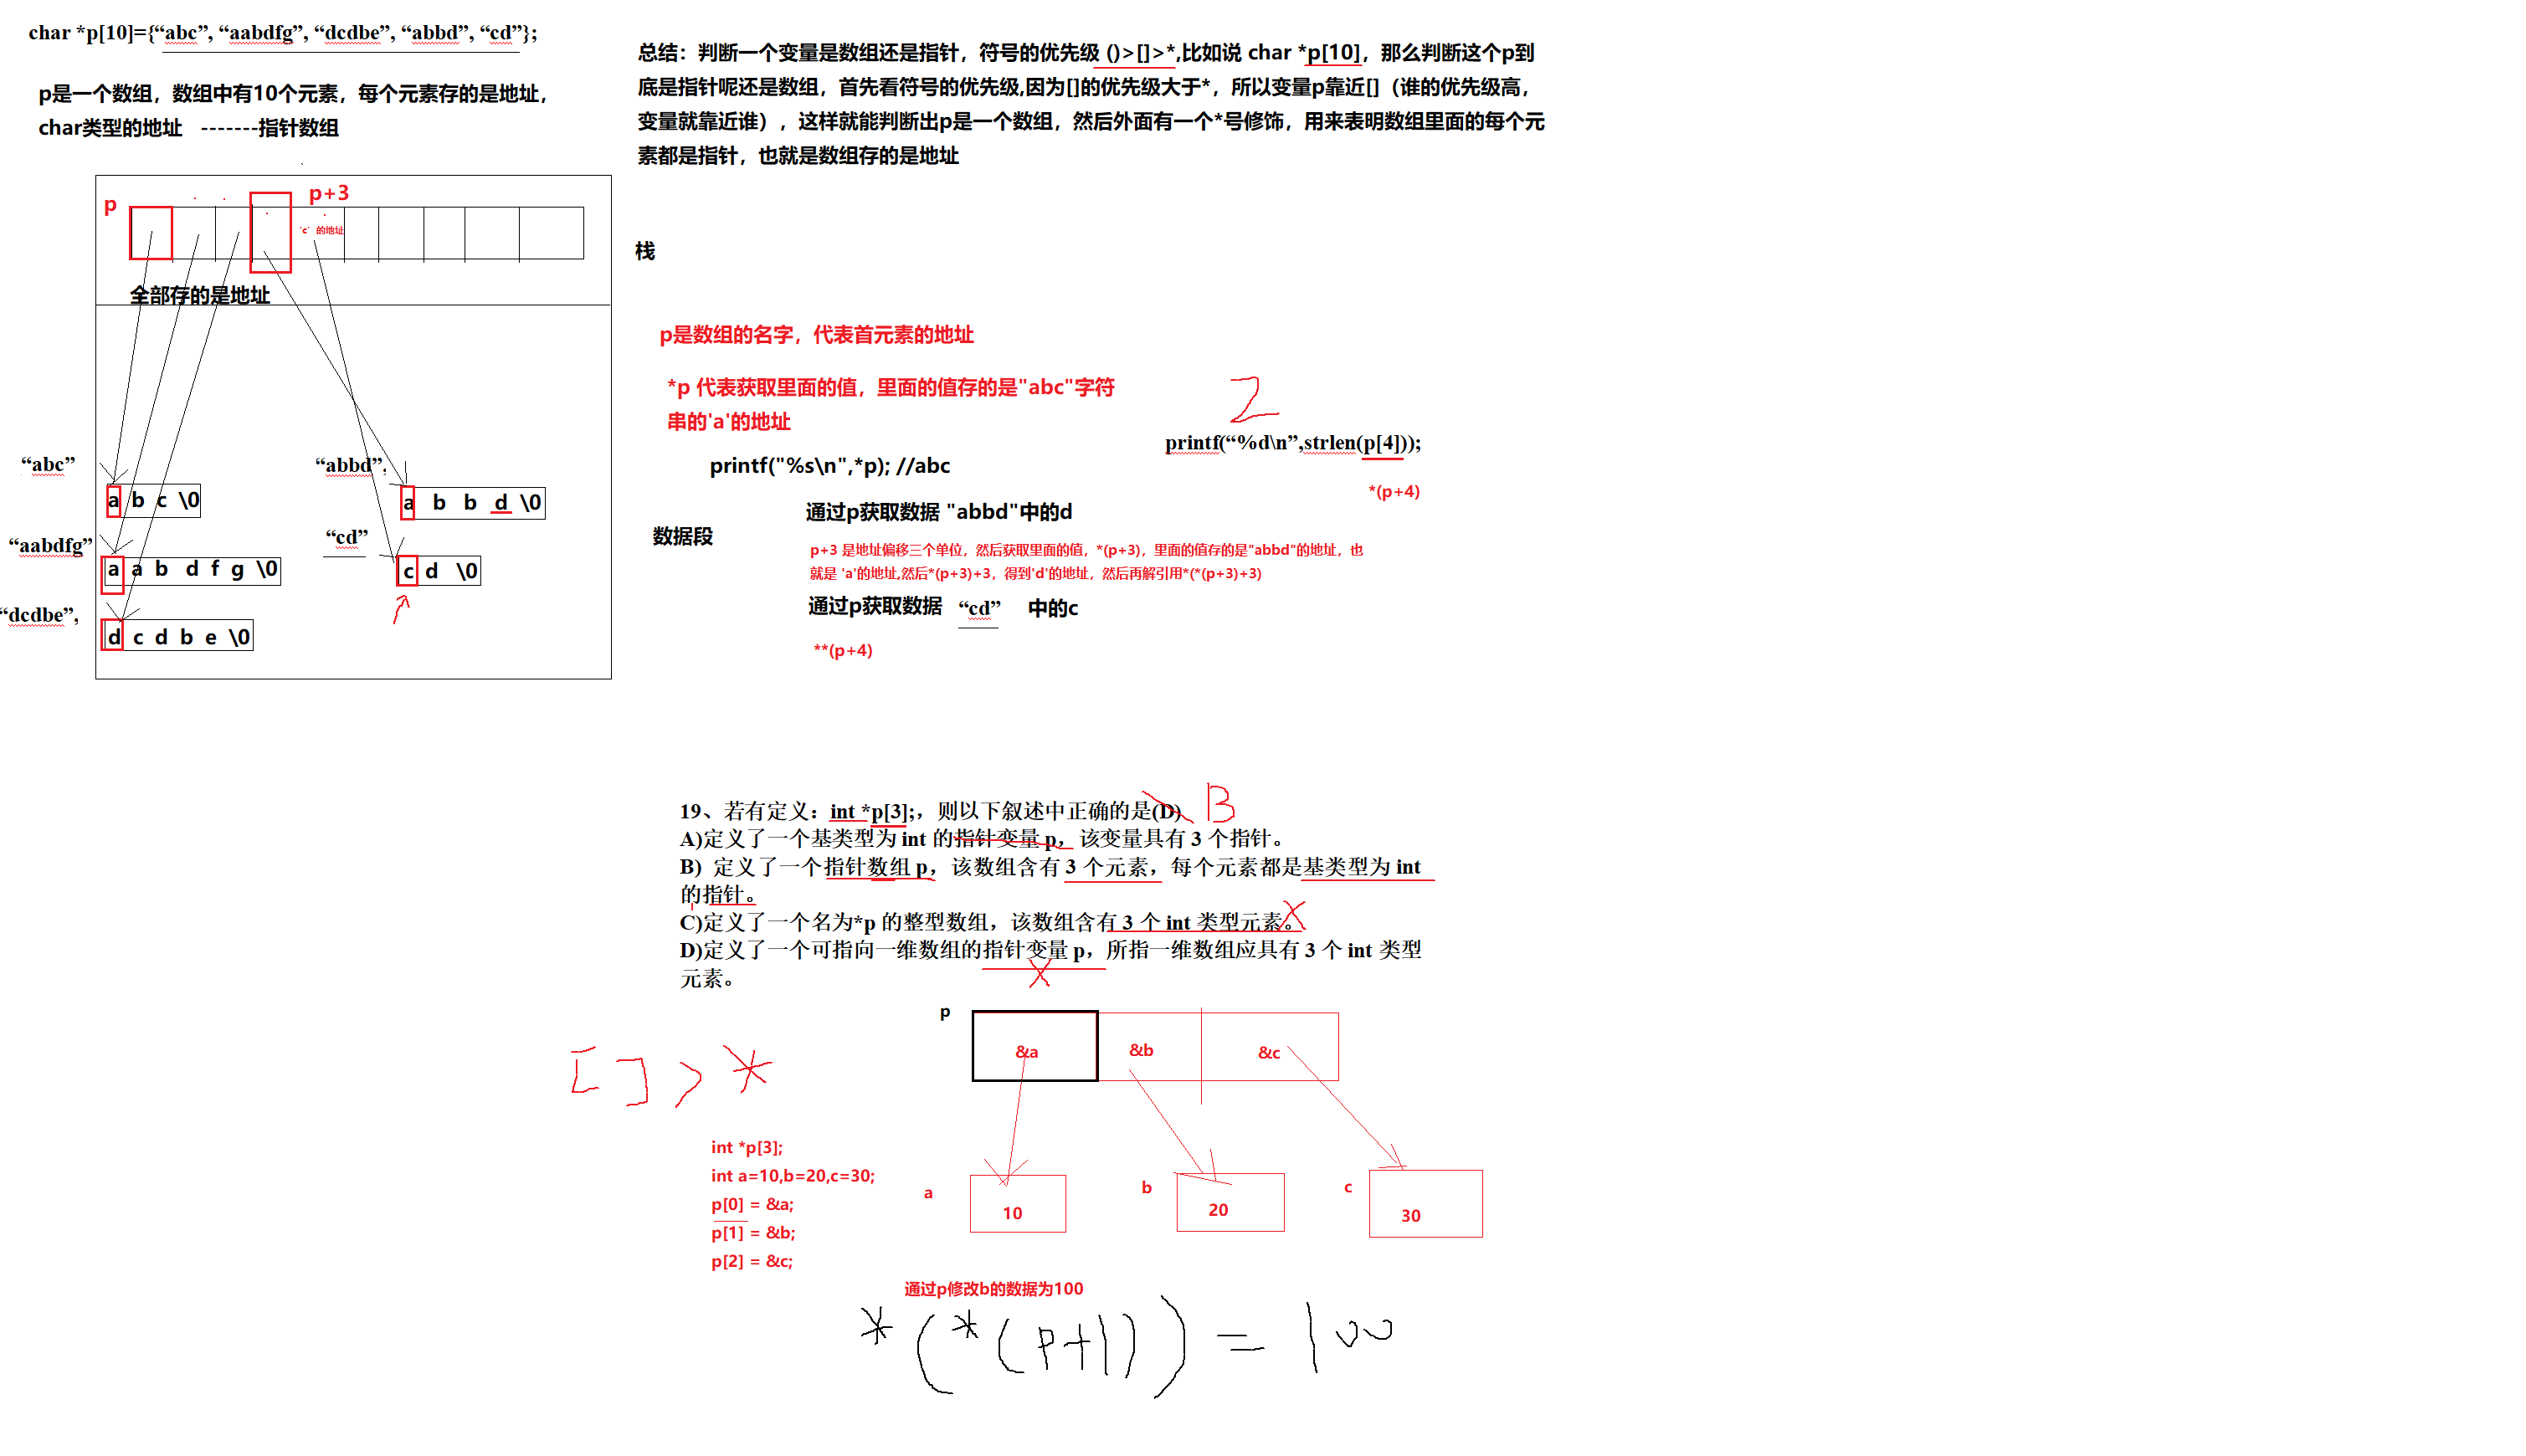 char *p[10]={“abc”, “aabdfg”, “dcdbe”, “abbd”, “cd”};
p是一个数组，数组中有10个元素，每个元素存的是地址，
char类型的地址 -------指针数组
p
p+3
'c' 的地址
全部存的是地址
“abc”
a b c \0
“aabdfg”
a a b d f g \0
“dcdbe”,
d c d b e \0
“abbd”,
a b b d \0
“cd”
c d \0
总结：判断一个变量是数组还是指针，符号的优先级 ()>[]>*,比如说 char *p[10]，那么判断这个p到
底是指针呢还是数组，首先看符号的优先级,因为[]的优先级大于*，所以变量p靠近[]（谁的优先级高，
变量就靠近谁），这样就能判断出p是一个数组，然后外面有一个*号修饰，用来表明数组里面的每个元
素都是指针，也就是数组存的是地址
栈
p是数组的名字，代表首元素的地址
*p 代表获取里面的值，里面的值存的是"abc"字符
串的'a'的地址
printf("%s\n",*p); //abc
2
printf(“%d\n”,strlen(p[4]));
*(p+4)
数据段
通过p获取数据 "abbd"中的d
p+3 是地址偏移三个单位，然后获取里面的值，*(p+3)，里面的值存的是"abbd"的地址，也
就是 'a'的地址,然后*(p+3)+3，得到'd'的地址，然后再解引用*(*(p+3)+3)
通过p获取数据 “cd” 中的c
**(p+4)
19、若有定义：int *p[3];，则以下叙述中正确的是(D) B
A)定义了一个基类型为 int 的指针变量 p，该变量具有 3 个指针。
B) 定义了一个指针数组 p，该数组含有 3 个元素，每个元素都是基类型为 int
的指针。
C)定义了一个名为*p 的整型数组，该数组含有 3 个 int 类型元素。
D)定义了一个可指向一维数组的指针变量 p，所指一维数组应具有 3 个 int 类型
元素。
p
&a &b &c
[]>*
int *p[3];
int a=10,b=20,c=30;
p[0] = &a;
p[1] = &b;
p[2] = &c;
a 10
b 20
c 30
通过p修改b的数据为100
*(*(p+1))=100